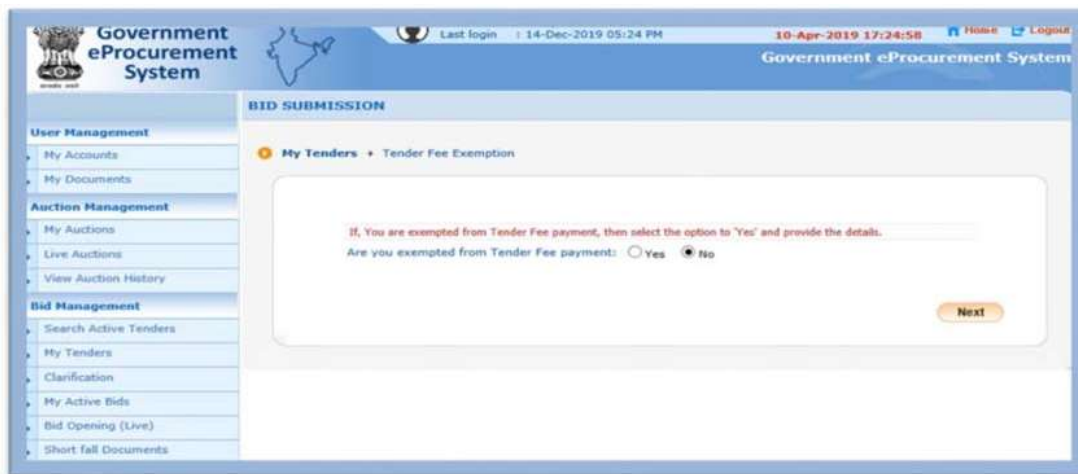 Government
eProcurement
System
Last login : 14-Dec-2019 05:24 PM
10-Apr-2019 17:24:58
Home
Logout
Government eProcurement System
BID SUBMISSION
User Management
My Accounts
My Documents
Auction Management
My Auctions
Live Auctions
View Auction History
Bid Management
Search Active Tenders
My Tenders
Clarification
My Active Bids
Bid Opening (Live)
Short fall Documents
My Tenders
Tender Fee Exemption
If, You are exempted from Tender Fee payment, then select the option to 'Yes' and provide the details.
Are you exempted from Tender Fee payment: Yes No
Next